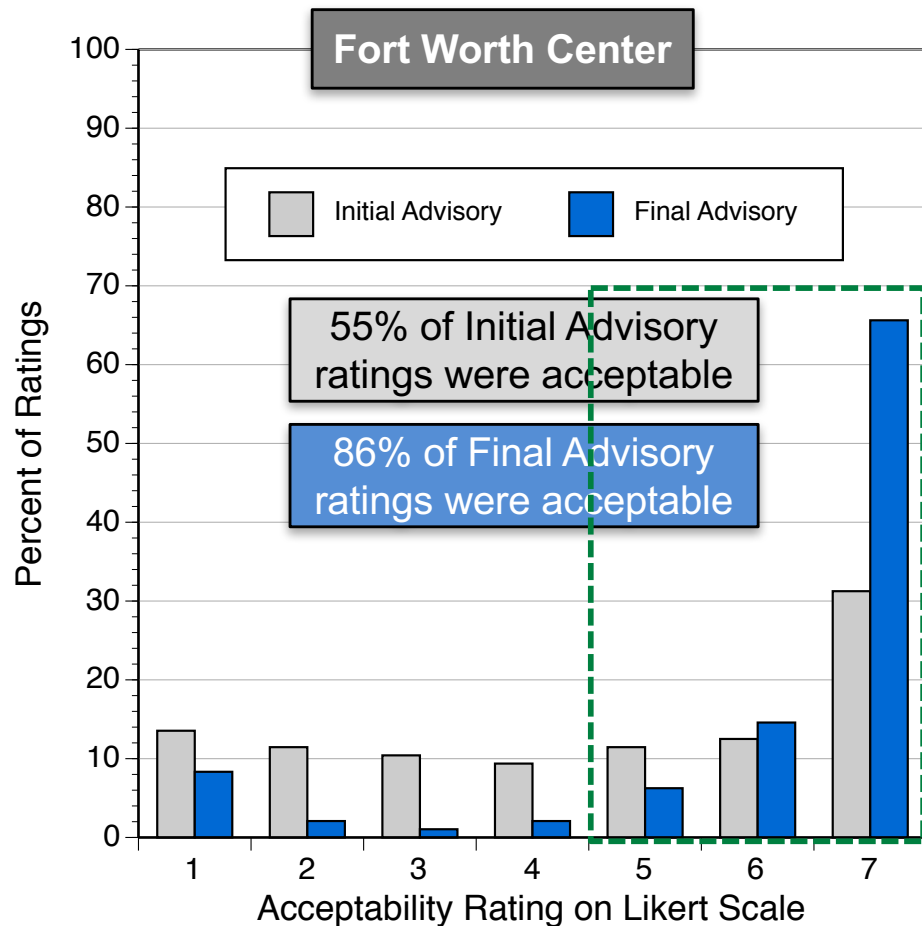 Fort Worth Center
100
90
80
70
60
50
40
30
20
10
0
Percent of Ratings
Initial Advisory
Final Advisory
55% of Initial Advisory
ratings were acceptable
86% of Final Advisory
ratings were acceptable
1 2 3 4 5 6 7
Acceptability Rating on Likert Scale